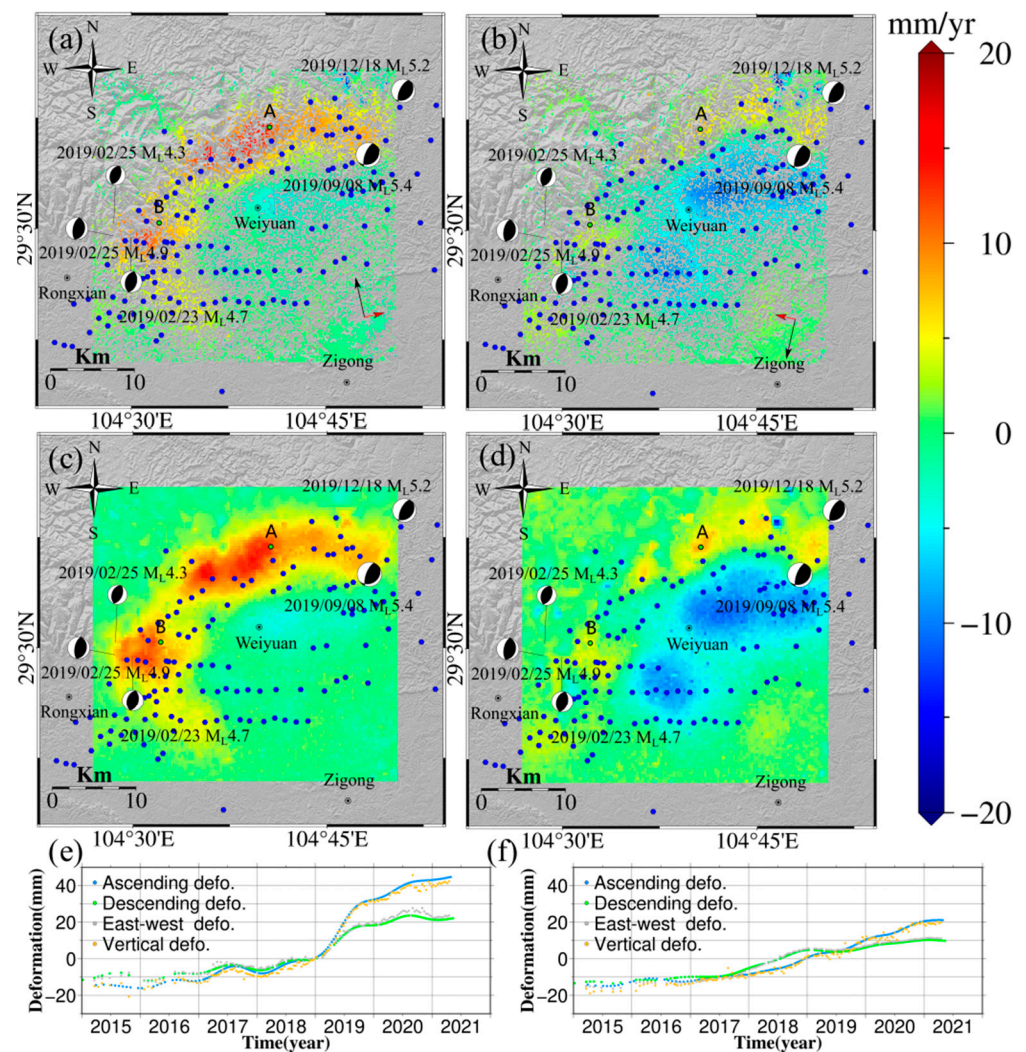 mm/yr
20
10
0
−10
−20
(a)
N
W E
S
2019/12/18 ML5.2
A
2019/02/25 ML4.3
2019/09/08 ML5.4
B
Weiyuan
29°30'N
2019/02/25 ML4.9
Rongxian
2019/02/23 ML4.7
Km
0 10
Zigong
104°30'E 104°45'E
(b)
2019/12/18 ML5.2
A
2019/02/25 ML4.3
2019/09/08 ML5.4
B
Weiyuan
29°30'N
2019/02/25 ML4.9
Rongxian
2019/02/23 ML4.7
Km
0 10
Zigong
104°30'E 104°45'E
(c)
N
W E
S
2019/12/18 ML5.2
A
2019/02/25 ML4.3
2019/09/08 ML5.4
B
Weiyuan
29°30'N
2019/02/25 ML4.9
Rongxian
2019/02/23 ML4.7
Km
0 10
Zigong
104°30'E 104°45'E
(d)
N
W E
S
2019/12/18 ML5.2
A
2019/02/25 ML4.3
2019/09/08 ML5.4
B
Weiyuan
29°30'N
2019/02/25 ML4.9
Rongxian
2019/02/23 ML4.7
Km
0 10
Zigong
104°30'E 104°45'E
(e)
Deformation(mm)
40
20
0
−20
Ascending defo.
Descending defo.
East-west defo.
Vertical defo.
2015 2016 2017 2018 2019 2020 2021
Time(year)
(f)
Deformation(mm)
40
20
0
−20
Ascending defo.
Descending defo.
East-west defo.
Vertical defo.
2015 2016 2017 2018 2019 2020 2021
Time(year)